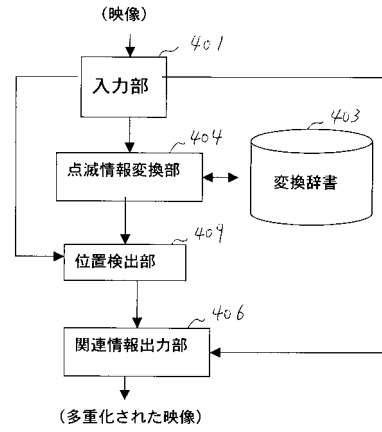 (映像)
401
入力部
403
404
点滅情報変換部
変換辞書
409
位置検出部
406
関連情報出力部
(多重化された映像)